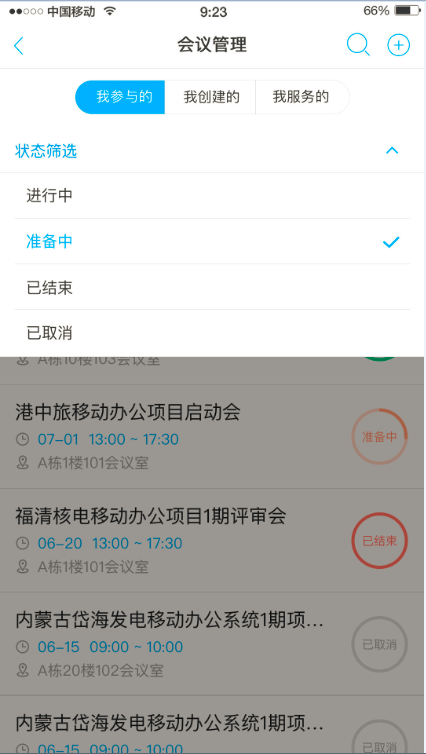 中国移动 9:23 66%
会议管理
我参与的 我创建的 我服务的
状态筛选
进行中
准备中
已结束
已取消
A栋10楼103会议室
港中旅移动办公项目启动会
07-01 13:00 ~ 17:30
准备中
A栋1楼101会议室
福清核电移动办公项目1期评审会
06-20 13:00 ~ 17:30
已结束
A栋1楼101会议室
内蒙古岱海发电移动办公系统1期项...
06-15 09:00 ~ 10:00
已取消
A栋20楼102会议室
内蒙古岱海发电移动办公系统1期项...
06-15 09:00 ~ 10:00
已取消